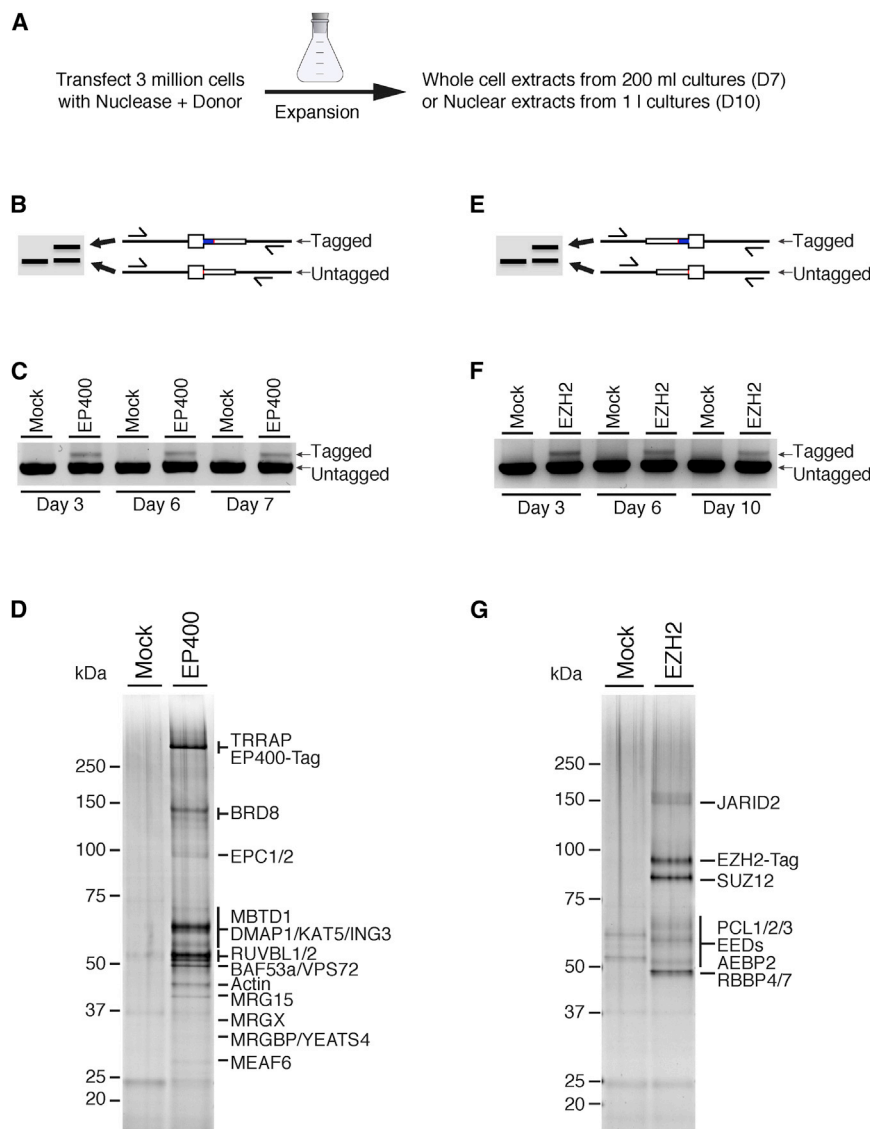 A
Transfect 3 million cells
with Nuclease + Donor
Expansion
Whole cell extracts from 200 ml cultures (D7)
or Nuclear extracts from 1 l cultures (D10)
B
Tagged
Untagged
E
Tagged
Untagged
C
Mock
EP400
Mock
EP400
Mock
EP400
Tagged
Untagged
Day 3
Day 6
Day 7
F
Mock
EZH2
Mock
EZH2
Mock
EZH2
Tagged
Untagged
Day 3
Day 6
Day 10
D
kDa
Mock
EP400
250
150
100
75
50
37
25
20
TRRAP
EP400-Tag
BRD8
EPC1/2
MBTD1
DMAP1/KAT5/ING3
RUVBL1/2
BAF53a/VPS72
Actin
MRG15
MRGX
MRGBP/YEATS4
MEAF6
G
kDa
Mock
EZH2
250
150
100
75
50
37
25
20
JARID2
EZH2-Tag
SUZ12
PCL1/2/3
EEDs
AEBP2
RBBP4/7